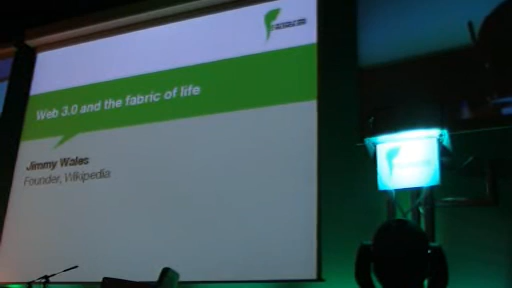 Web 3.0 and the fabric of life
Jimmy Wales
Founder, Wikipedia